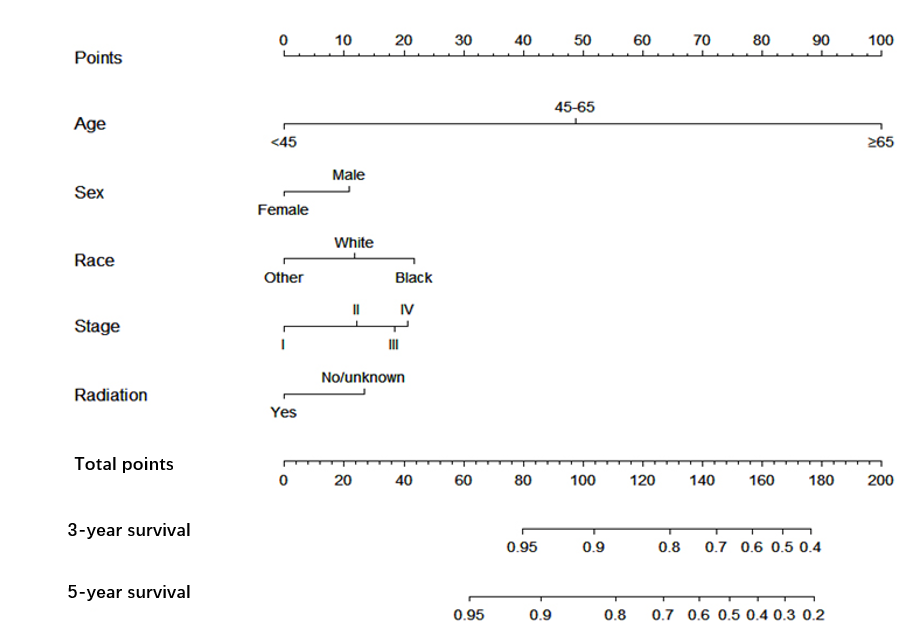 0 10 20 30 40 50 60 70 80 90 100
Points
45-65
Age
<45 ≥65
Male
Sex
Female
White
Race
Other Black
II IV
Stage
I III
No/unknown
Radiation
Yes
Total points
0 20 40 60 80 100 120 140 160 180 200
3-year survival
0.95 0.9 0.8 0.7 0.6 0.5 0.4
5-year survival
0.95 0.9 0.8 0.7 0.6 0.5 0.4 0.3 0.2